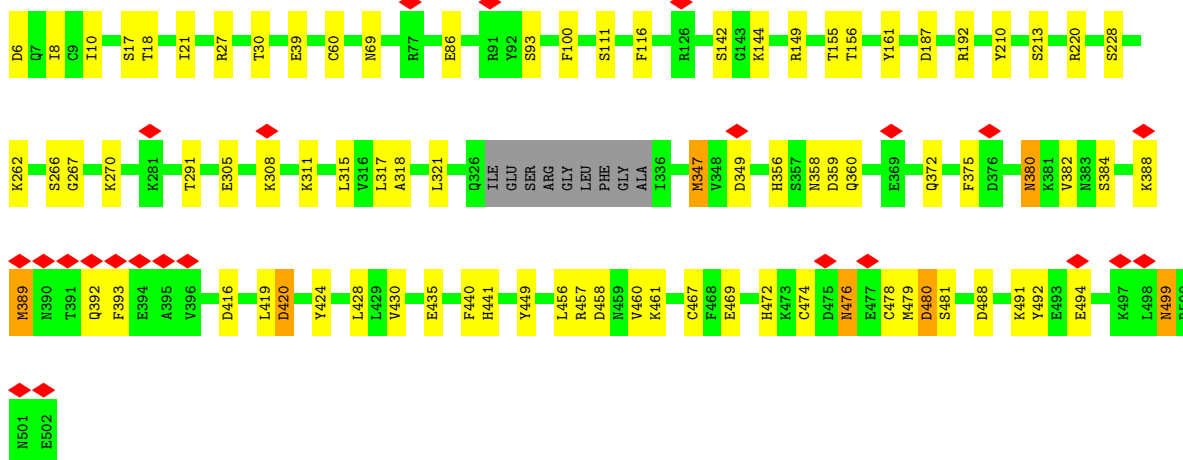 D6 Q7 I8 C9 I10 S17 T18 I21 R27 T30 E39 C60 N69 R77 E86 R91 Y92 S93 F100 S111 F116 R126 S142 G143 K144 R149 T155 T156 Y161 D187 R192 Y210 S213 R220 S228
K262 S266 G267 K270 K281 T291 E305 K308 K311 L315 V316 L317 A318 L321 Q326 ILE GLU SER ARG GLY LEU PHE GLY ALA I336 M347 V348 D349 H356 S357 N358 D359 Q360 E369 Q372 F375 D376 N380 K381 V382 N383 S384 K388
M389 N390 T391 Q392 F393 E394 A395 V396 D416 L419 D420 Y424 L428 L429 V430 E435 F440 H441 Y449 L456 R457 D458 N459 V460 K461 C467 F468 E469 H472 K473 C474 D475 N476 E477 C478 M479 D480 S481 D488 K491 Y492 E493 E494 K497 L498 N499
N501 E502